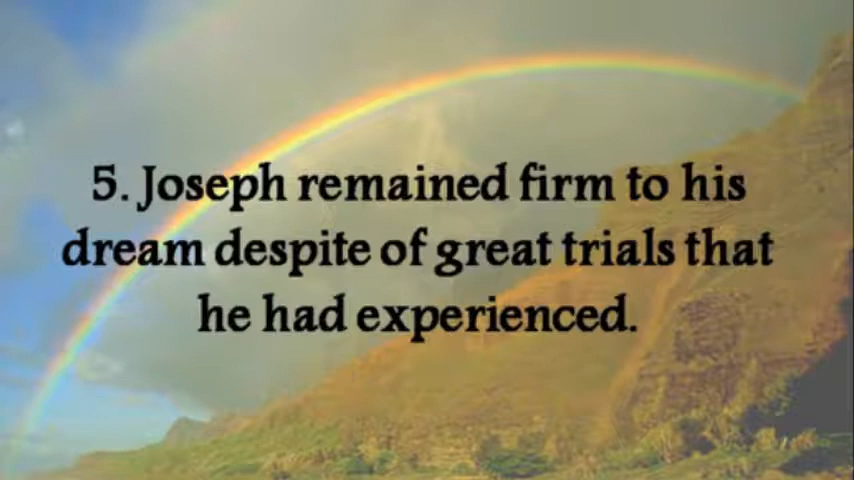 5. Joseph remained firm to his
dream despite of great trials that
he had experienced.